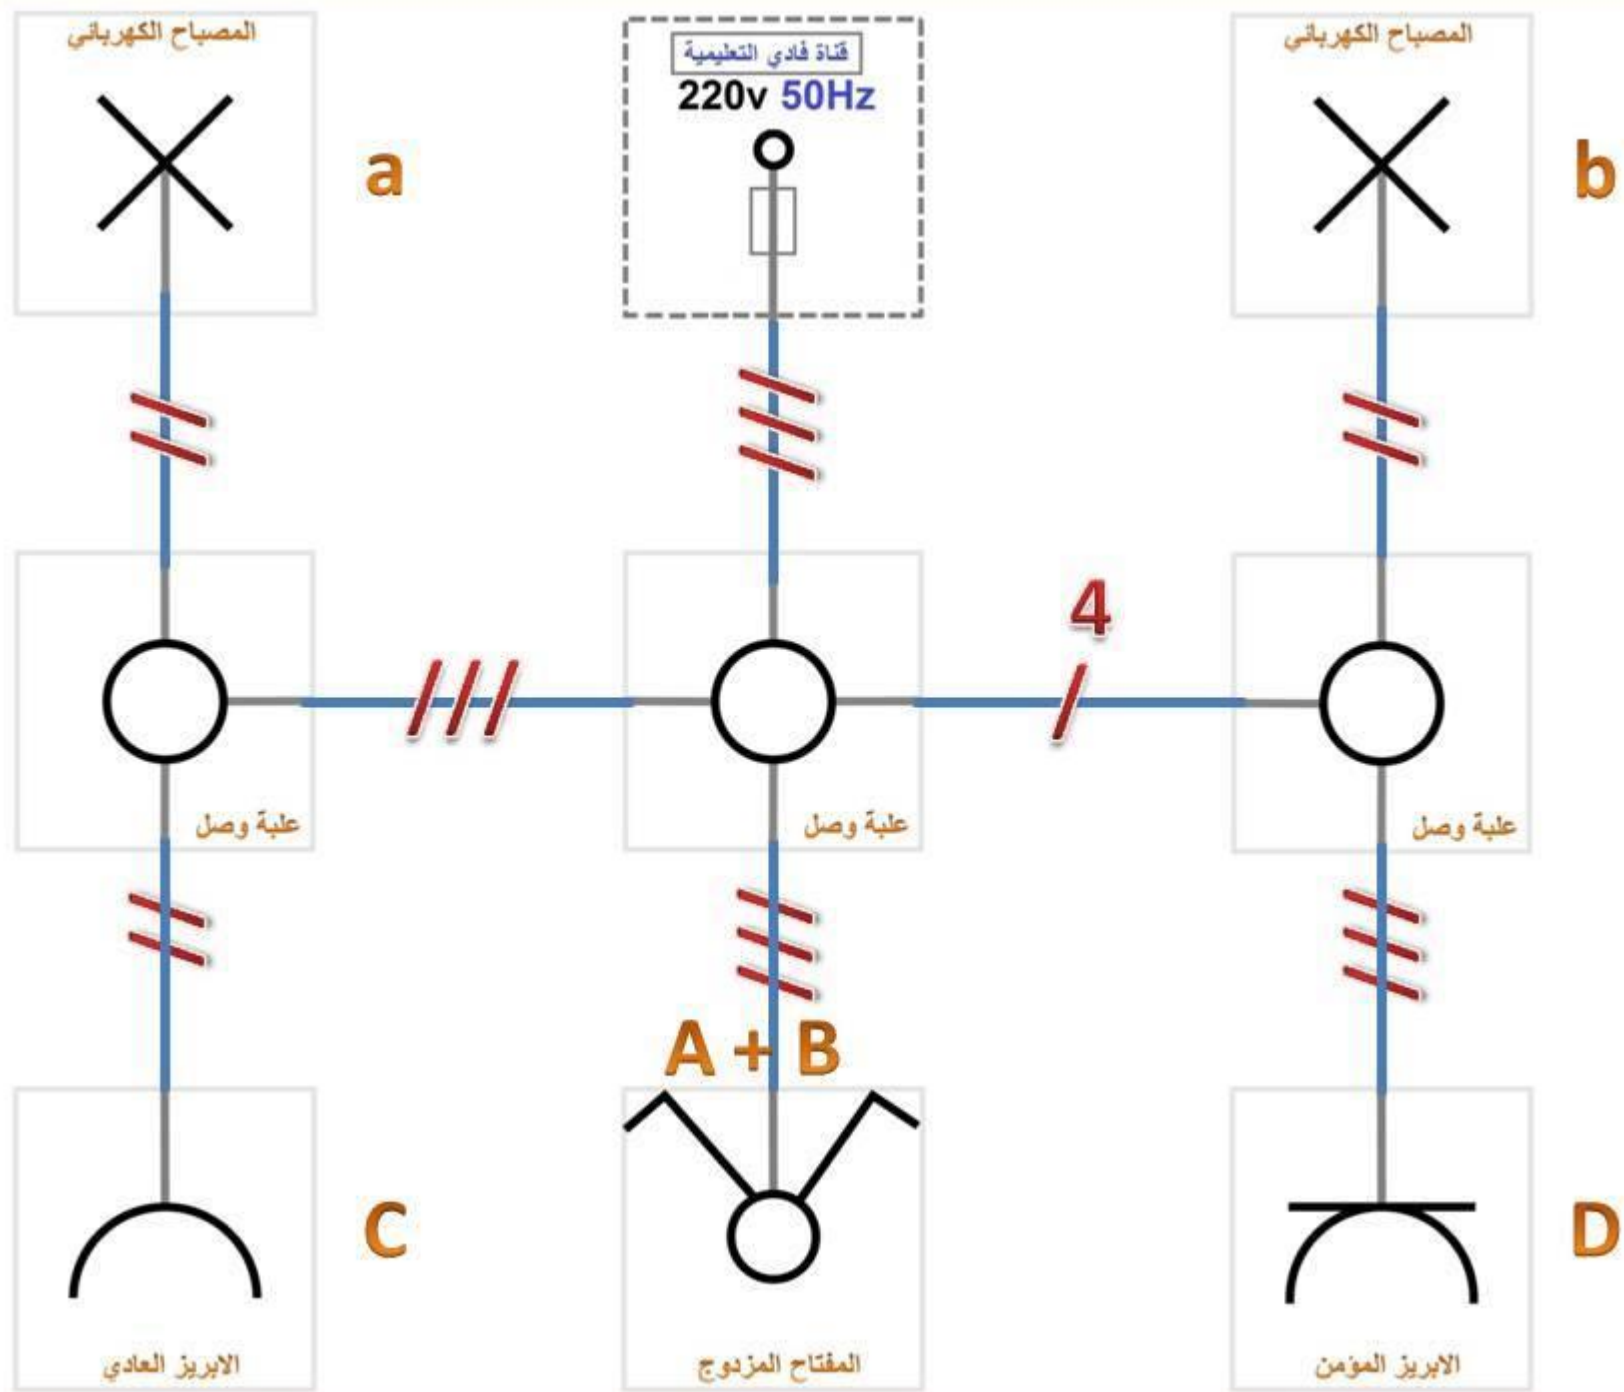 المصباح الكهربائي
قناة فادي التعليمية
220v 50Hz
المصباح الكهربائي
a
b
4
علبة وصل
علبة وصل
علبة وصل
A + B
C
D
الابريز العادي
المفتاح المزدوج
الابريز المؤمن